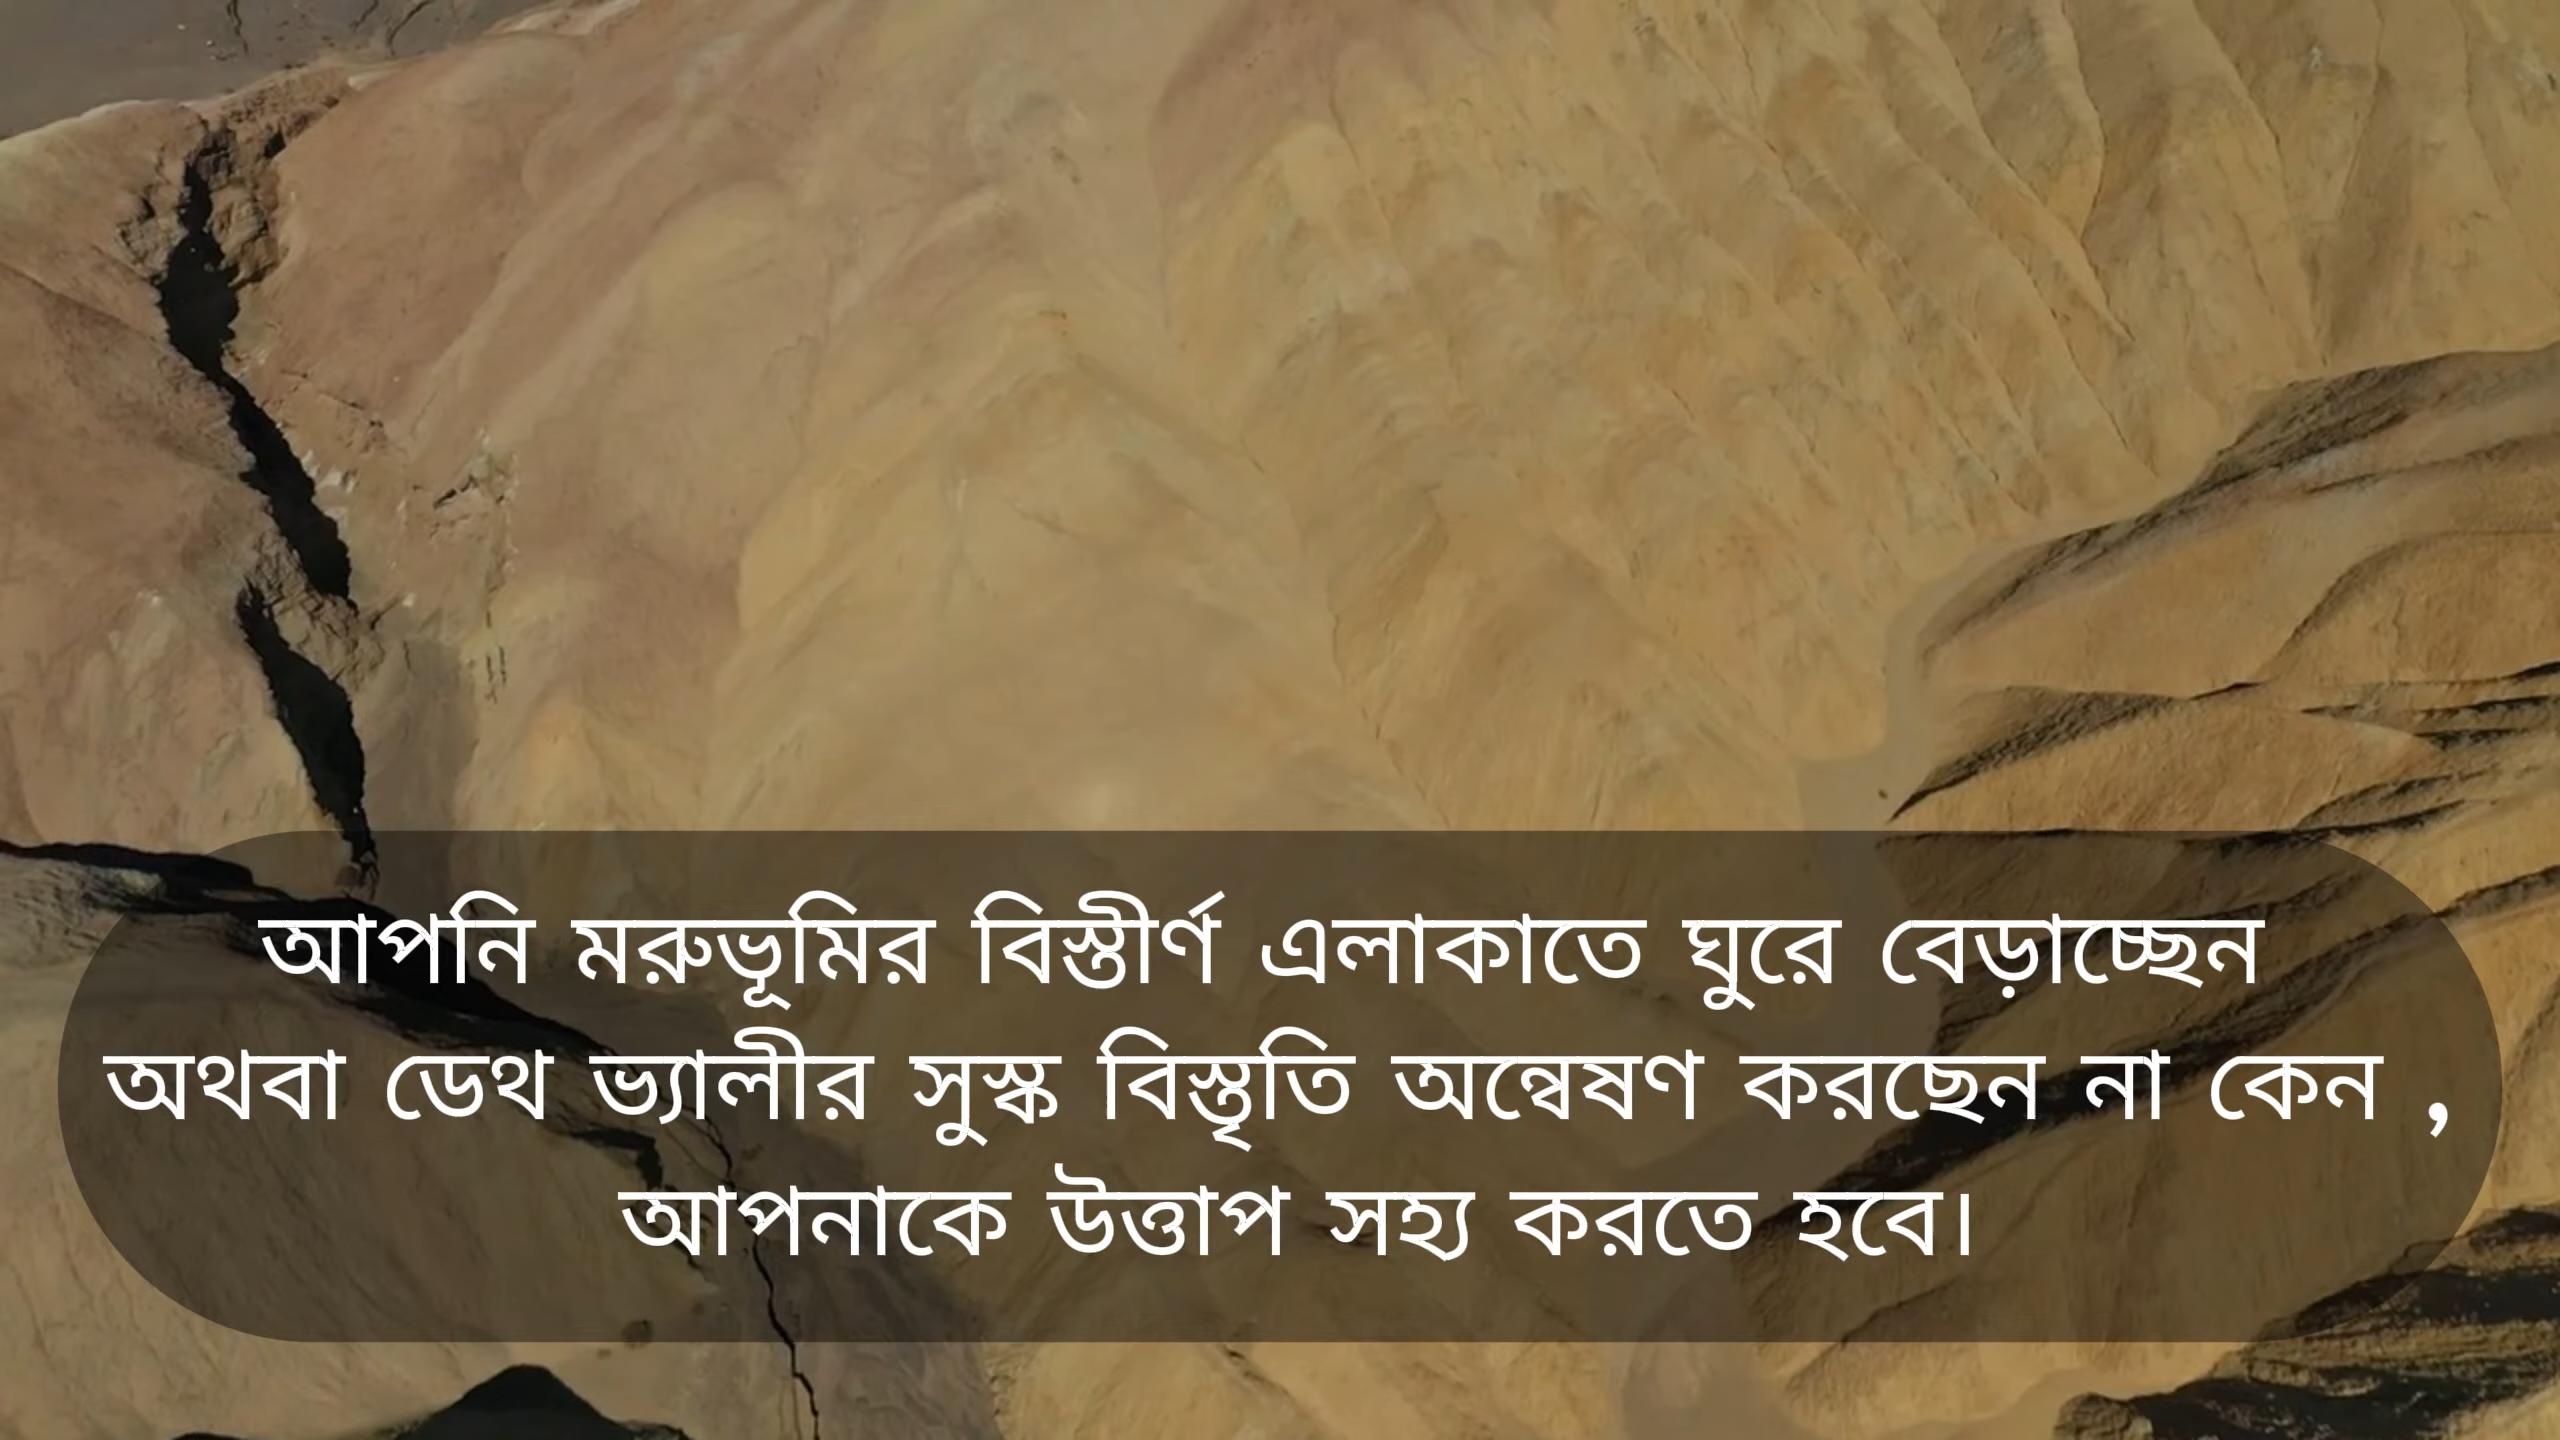 আপনি মরুভূমির বিস্তীর্ণ এলাকাতে ঘুরে বেড়াচ্ছেন
অথবা ডেথ ভ্যালীর সুস্ক বিস্তৃতি অন্বেষণ করছেন না কেন ,
আপনাকে উত্তাপ সহ্য করতে হবে।